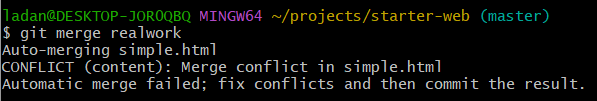 ladan@DESKTOP-JOROQBQ MINGW64 ~/projects/starter-web (master)
$ git merge realwork
Auto-merging simple.html
CONFLICT (content): Merge conflict in simple.html
Automatic merge failed; fix conflicts and then commit the result.